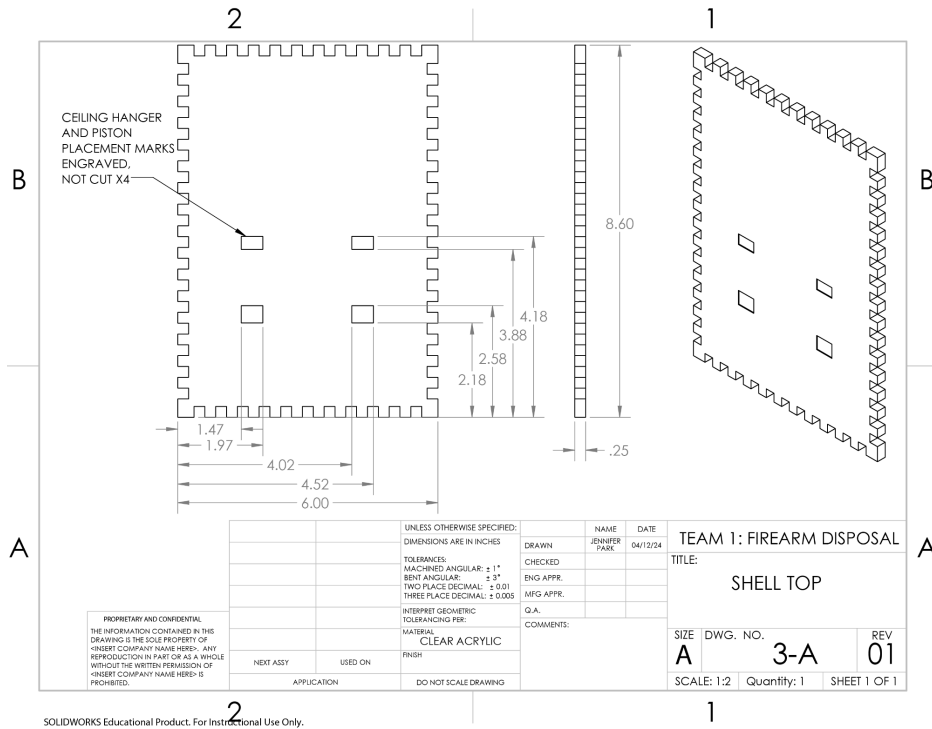 2
1
CEILING HANGER
AND PISTON
PLACEMENT MARKS
ENGRAVED,
NOT CUT X4
B
B
8.60
4.18
3.88
2.58
2.18
1.47
1.97
.25
4.02
4.52
6.00
A
A
UNLESS OTHERWISE SPECIFIED:
DIMENSIONS ARE IN INCHES
TOLERANCES:
MACHINED ANGULAR: ± 1°
BENT ANGULAR: ± 3°
TWO PLACE DECIMAL: ± 0.01
THREE PLACE DECIMAL: ± 0.005
INTERPRET GEOMETRIC
TOLERANCING PER:
MATERIAL
CLEAR ACRYLIC
FINISH
DO NOT SCALE DRAWING
NAME DATE
DRAWN JENNIFER PARK 04/12/24
CHECKED
ENG APPR.
MFG APPR.
Q.A.
COMMENTS:
TEAM 1: FIREARM DISPOSAL
TITLE:
SHELL TOP
SIZE DWG. NO. REV
A 3-A 01
SCALE: 1:2 Quantity: 1 SHEET 1 OF 1
PROPRIETARY AND CONFIDENTIAL
THE INFORMATION CONTAINED IN THIS
DRAWING IS THE SOLE PROPERTY OF
<INSERT COMPANY NAME HERE>. ANY
REPRODUCTION IN PART OR AS A WHOLE
WITHOUT THE WRITTEN PERMISSION OF
<INSERT COMPANY NAME HERE> IS
PROHIBITED.
NEXT ASSY USED ON
APPLICATION
2
1
SOLIDWORKS Educational Product. For Instructional Use Only.